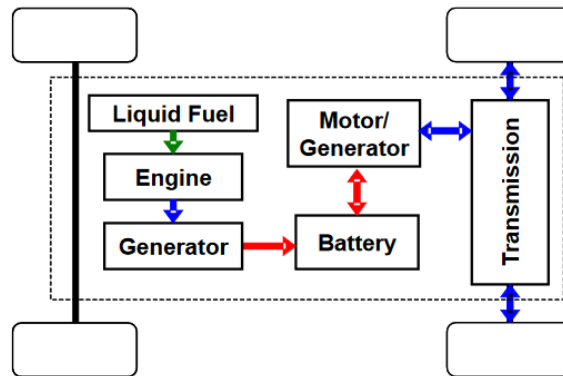 Liquid Fuel
Engine
Generator
Motor/
Generator
Battery
Transmission